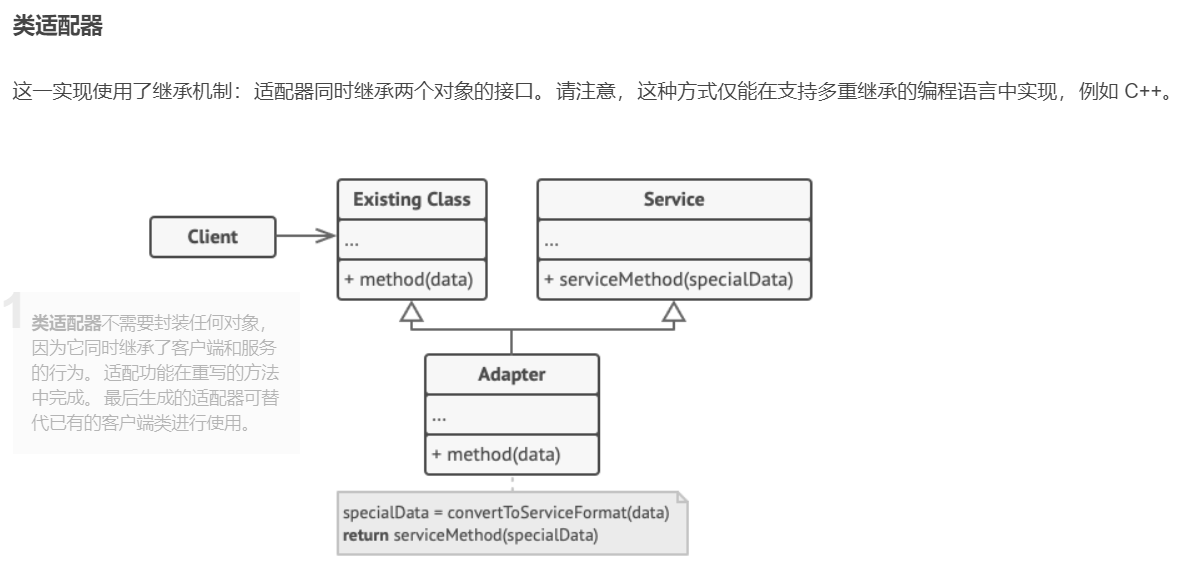 类适配器
这一实现使用了继承机制： 适配器同时继承两个对象的接口。 请注意， 这种方式仅能在支持多重继承的编程语言中实现， 例如 C++。
Existing Class
Service
Client
...
...
+ method(data)
+ serviceMethod(specialData)
1
类适配器不需要封装任何对象，
因为它同时继承了客户端和服务
的行为。 适配功能在重写的方法
中完成。 最后生成的适配器可替
代已有的客户端类进行使用。
Adapter
...
+ method(data)
specialData = convertToServiceFormat(data)
return serviceMethod(specialData)